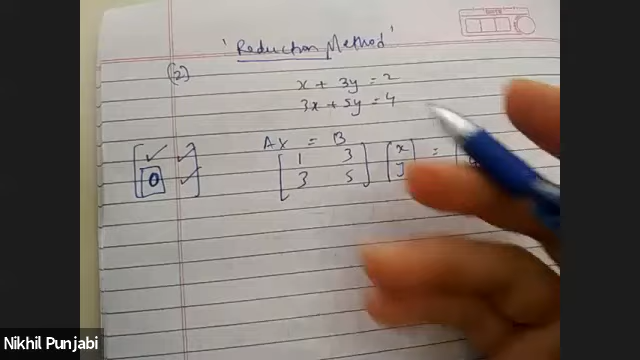 'Reduction Method'
(2)
x + 3y = 2
3x + 5y = 4
AX = B
[ 1 3 ] [ x ] = [
[ 3 5 ] [ y ]
0
Nikhil Punjabi